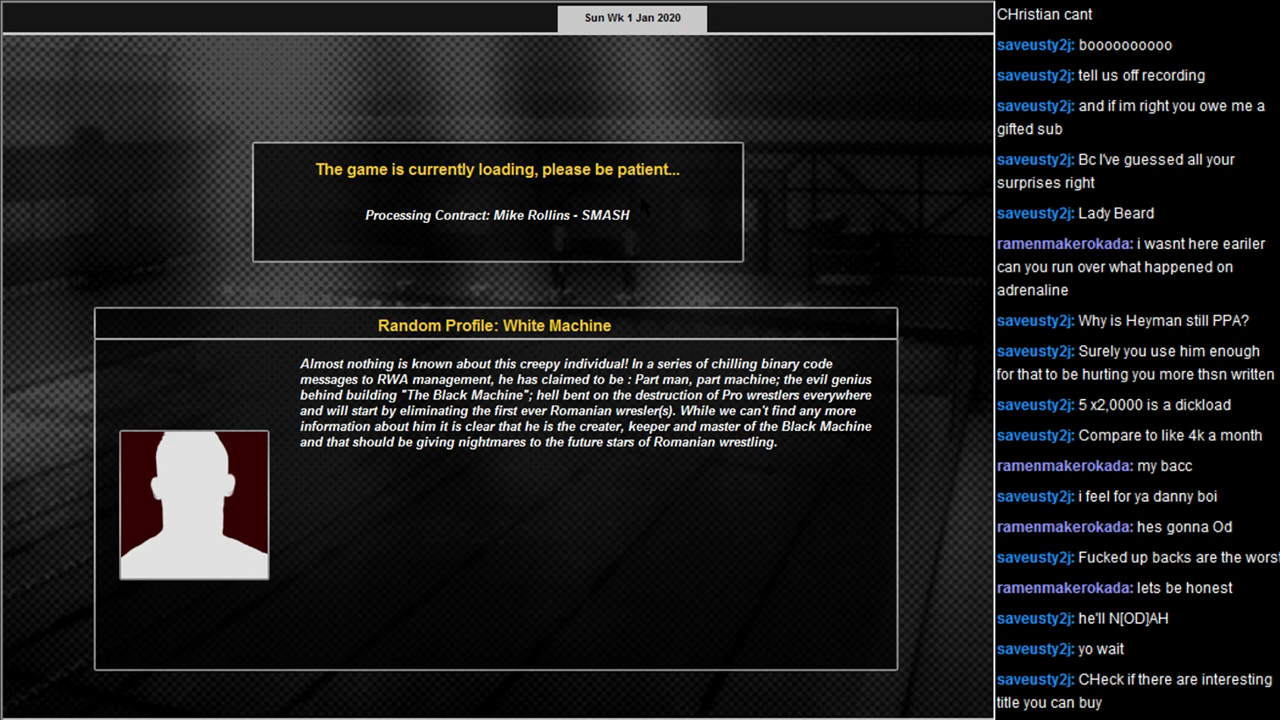 Sun Wk 1 Jan 2020
The game is currently loading, please be patient...
Processing Contract: Mike Rollins - SMASH
Random Profile: White Machine
Almost nothing is known about this creepy individual! In a series of chilling binary code
messages to RWA management, he has claimed to be : Part man, part machine; the evil genius
behind building "The Black Machine"; hell bent on the destruction of Pro wrestlers everywhere
and will start by eliminating the first ever Romanian wresler(s). While we can't find any more
information about him it is clear that he is the creater, keeper and master of the Black Machine
and that should be giving nightmares to the future stars of Romanian wrestling.
CHristian cant
saveusty2j: boooooooooo
saveusty2j: tell us off recording
saveusty2j: and if im right you owe me a
gifted sub
saveusty2j: Bc I've guessed all your
surprises right
saveusty2j: Lady Beard
ramenmakerokada: i wasnt here eariler
can you run over what happened on
adrenaline
saveusty2j: Why is Heyman still PPA?
saveusty2j: Surely you use him enough
for that to be hurting you more thsn written
saveusty2j: 5 x2,0000 is a dickload
saveusty2j: Compare to like 4k a month
ramenmakerokada: my bacc
saveusty2j: i feel for ya danny boi
ramenmakerokada: hes gonna Od
saveusty2j: Fucked up backs are the worst
ramenmakerokada: lets be honest
saveusty2j: he'll N[OD]AH
saveusty2j: yo wait
saveusty2j: CHeck if there are interesting
title you can buy